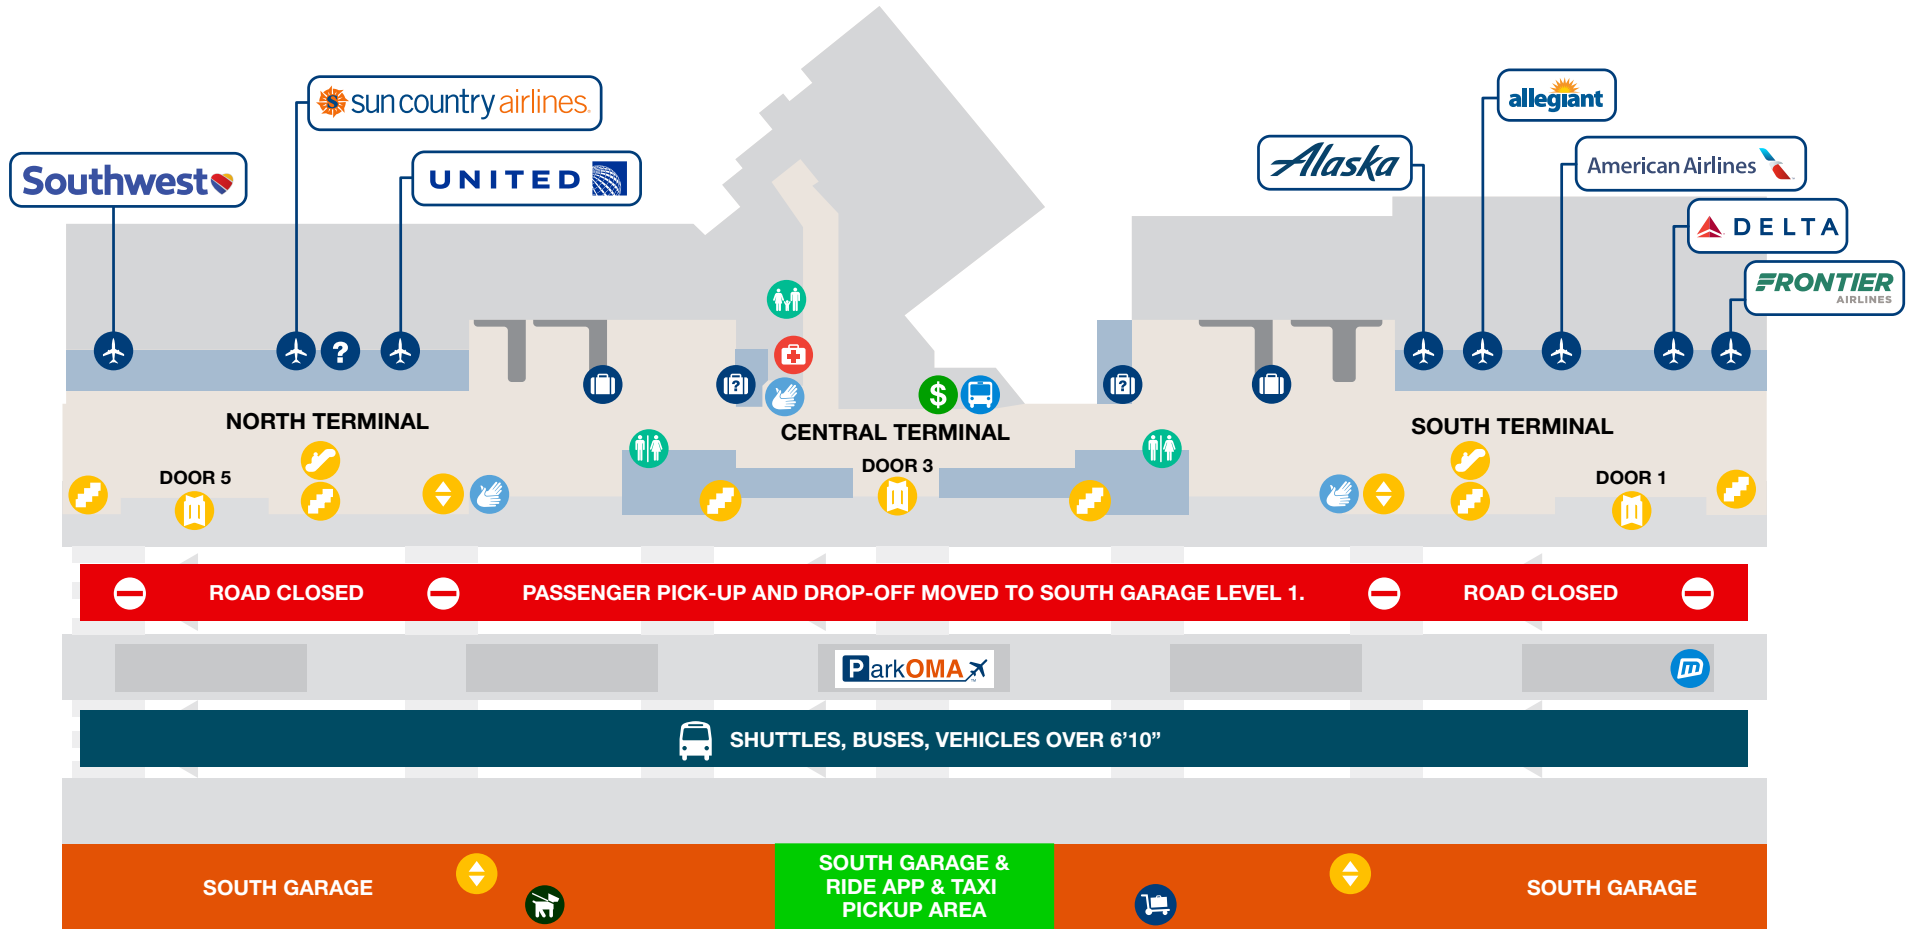 sun country airlines
Southwest
UNITED
allegiant
Alaska
American Airlines
DELTA
FRONTIER
AIRLINES
?
?
$
?
NORTH TERMINAL
CENTRAL TERMINAL
SOUTH TERMINAL
DOOR 5
DOOR 3
DOOR 1
ROAD CLOSED
PASSENGER PICK-UP AND DROP-OFF MOVED TO SOUTH GARAGE LEVEL 1.
ROAD CLOSED
ParkOMA
m
SHUTTLES, BUSES, VEHICLES OVER 6’10”
SOUTH GARAGE
SOUTH GARAGE &
RIDE APP & TAXI
PICKUP AREA
SOUTH GARAGE